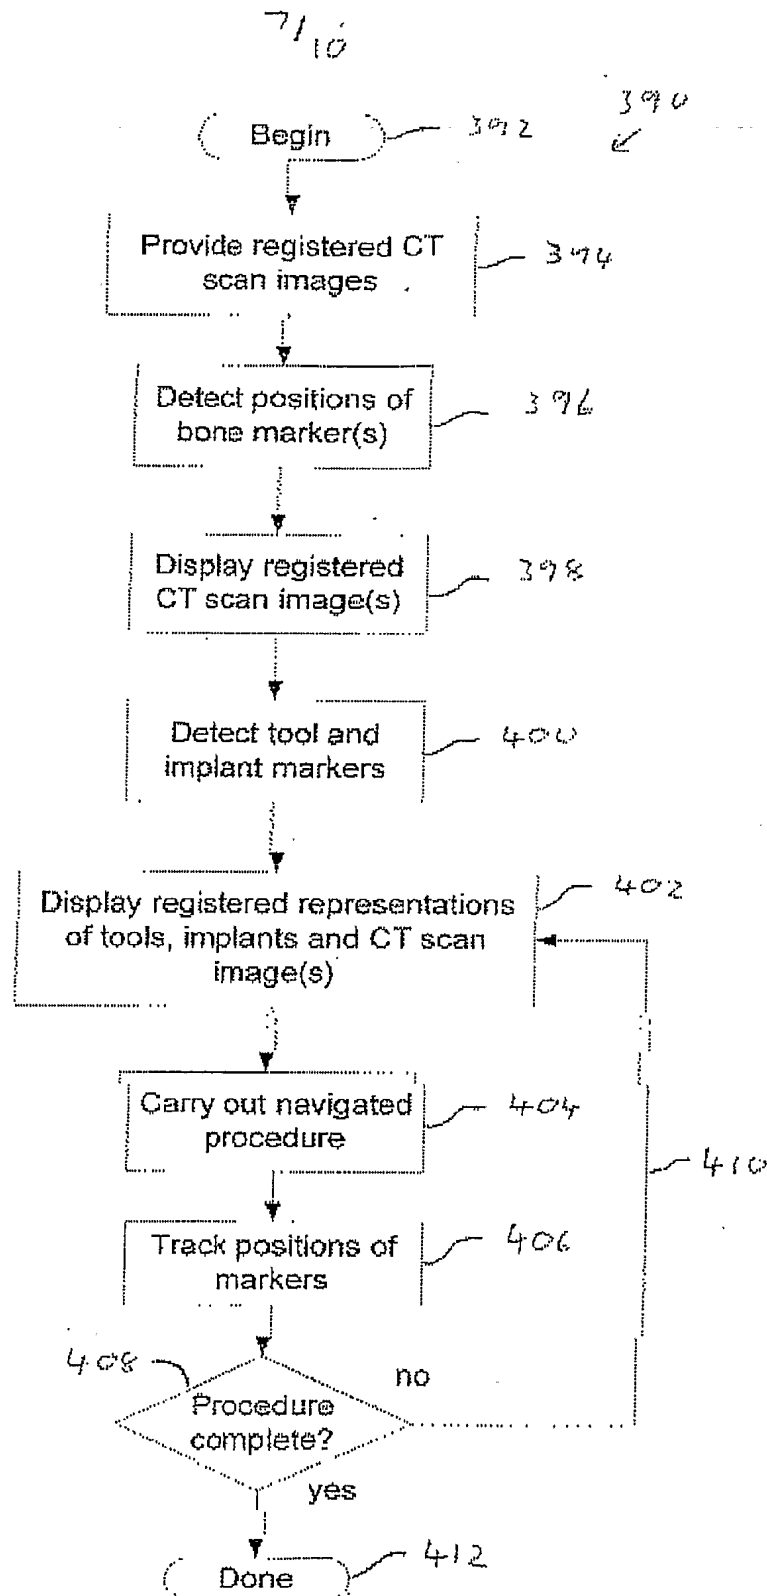 7/10
390
Begin
392
Provide registered CT
scan images
394
Detect positions of
bone marker(s)
396
Display registered
CT scan image(s)
398
Detect tool and
implant markers
400
Display registered representations
of tools, implants and CT scan
image(s)
402
Carry out navigated
procedure
404
410
Track positions of
markers
406
408
no
Procedure
complete?
yes
Done
412